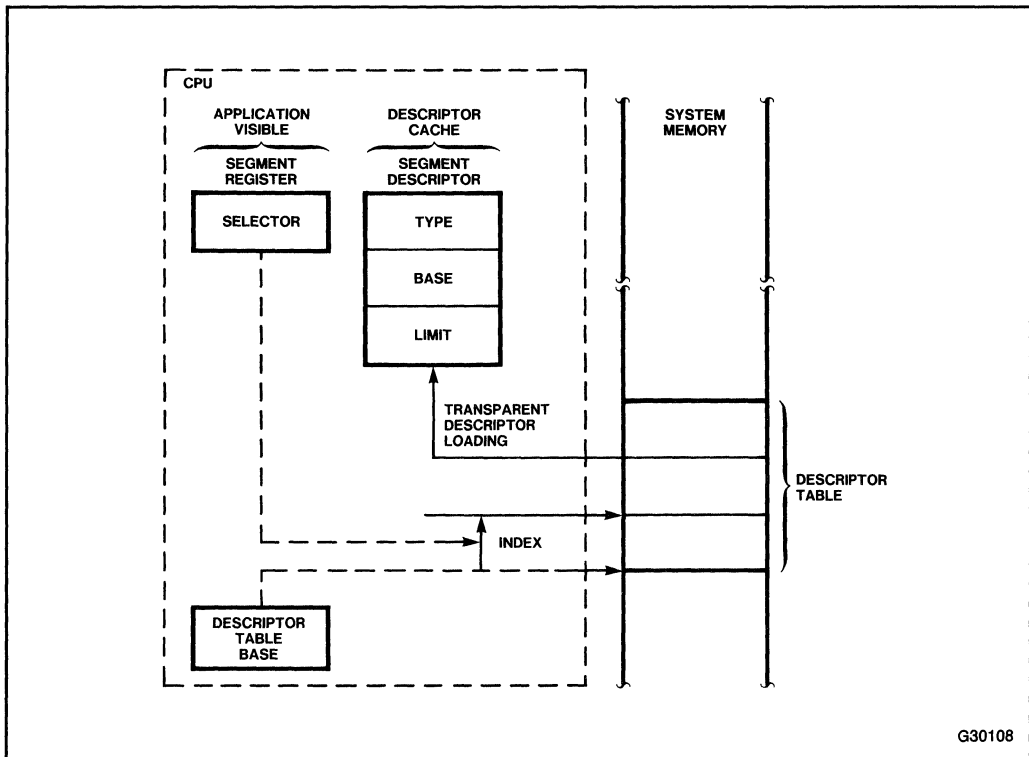 CPU
APPLICATION
VISIBLE
SEGMENT
REGISTER
SELECTOR
DESCRIPTOR
CACHE
SEGMENT
DESCRIPTOR
TYPE
BASE
LIMIT
SYSTEM
MEMORY
TRANSPARENT
DESCRIPTOR
LOADING
DESCRIPTOR
TABLE
INDEX
DESCRIPTOR
TABLE
BASE
G30108